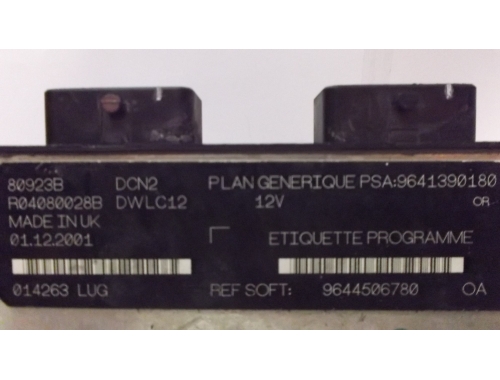 80923B DCN2 PLAN GENERIQUE PSA:9641390180
R04080028B DWLC12 12V OR
MADE IN UK
01.12.2001 ETIQUETTE PROGRAMME
014263 LUG REF SOFT: 9644506780 OA